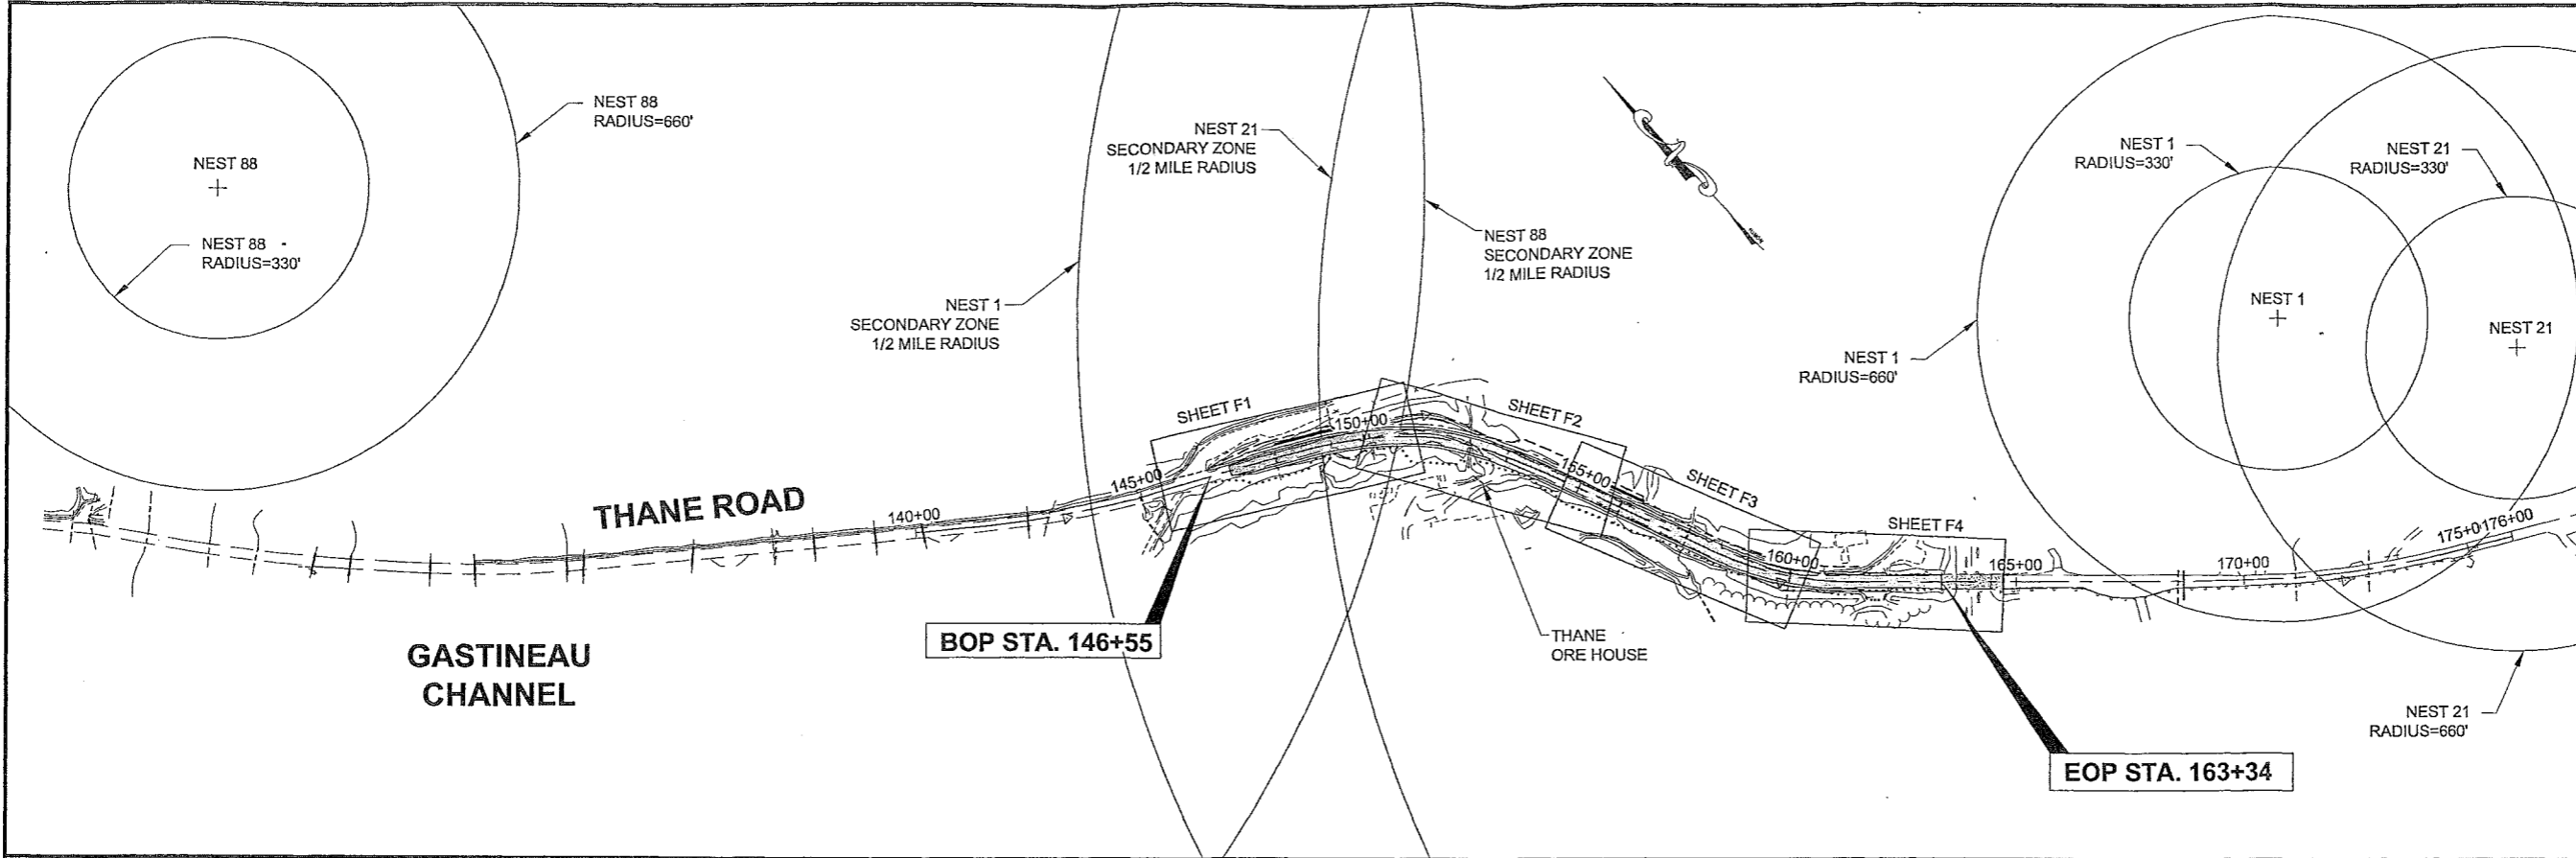 NEST 88
RADIUS=660'
NEST 88
NEST 88
RADIUS=330'
NEST 21
SECONDARY ZONE
1/2 MILE RADIUS
NEST 88
SECONDARY ZONE
1/2 MILE RADIUS
NEST 1
SECONDARY ZONE
1/2 MILE RADIUS
NEST 1
RADIUS=330'
NEST 21
RADIUS=330'
NEST 1
NEST 21
NEST 1
RADIUS=660'
SHEET F1
SHEET F2
SHEET F3
SHEET F4
THANE ROAD
140+00
145+00
150+00
155+00
160+00
165+00
170+00
176+00
BOP STA. 146+55
THANE
ORE HOUSE
GASTINEAU
CHANNEL
EOP STA. 163+34
NEST 21
RADIUS=660'